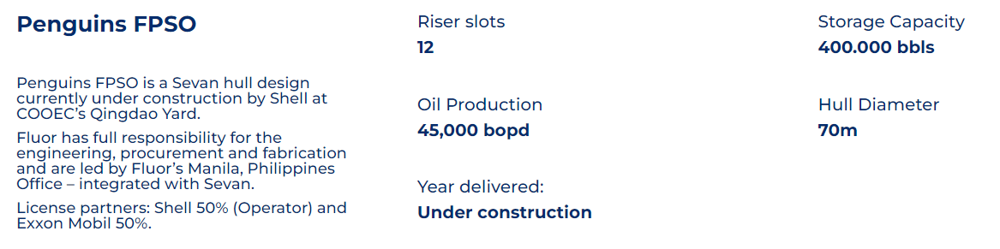 Penguins FPSO
Penguins FPSO is a Sevan hull design
currently under construction by Shell at
COOEC’s Qingdao Yard.
Fluor has full responsibility for the
engineering, procurement and fabrication
and are led by Fluor’s Manila, Philippines
Office – integrated with Sevan.
License partners: Shell 50% (Operator) and
Exxon Mobil 50%.
Riser slots
12
Oil Production
45,000 bopd
Year delivered:
Under construction
Storage Capacity
400.000 bbls
Hull Diameter
70m